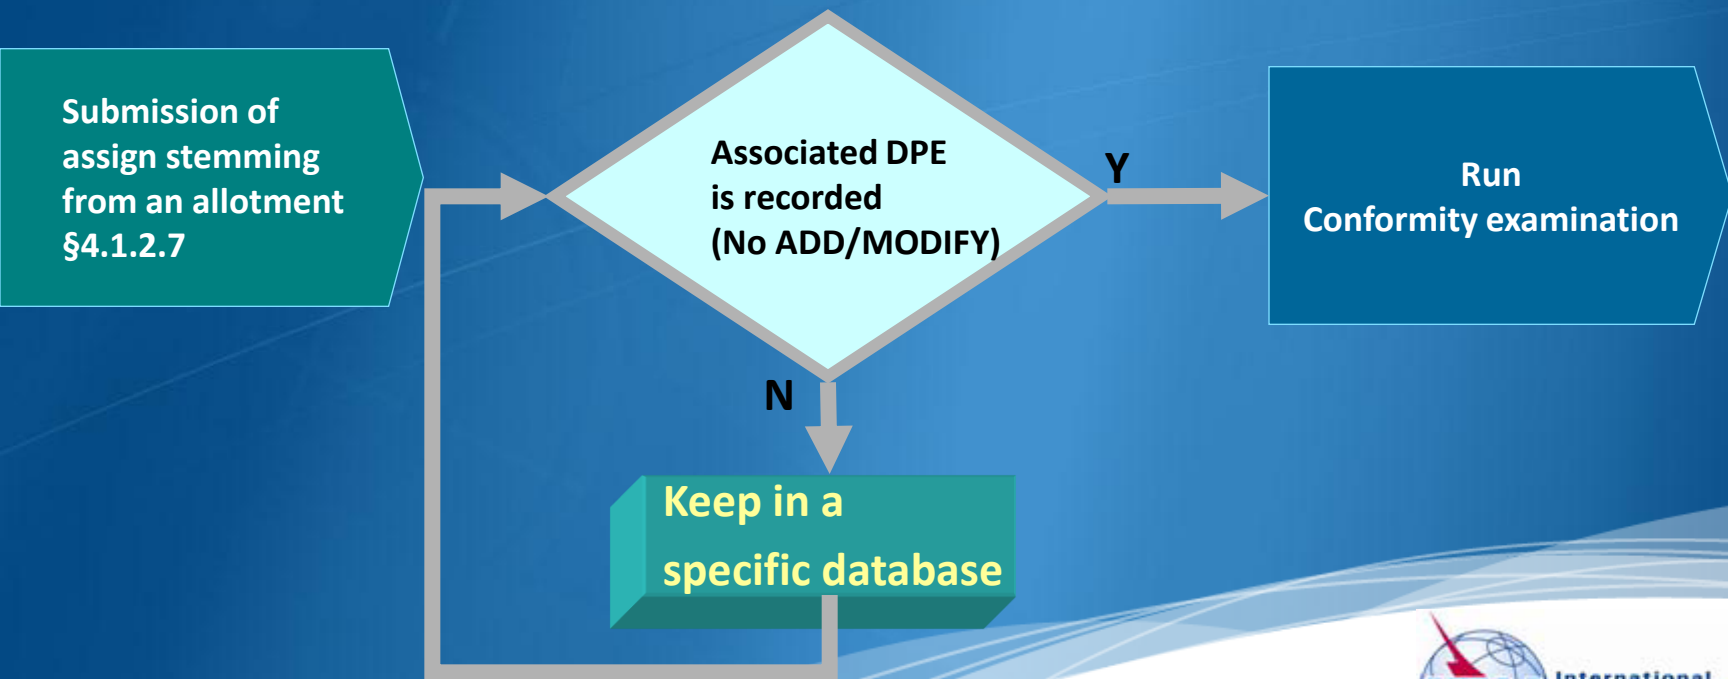 Submission of
assign stemming
from an allotment
§4.1.2.7
Associated DPE
is recorded
(No ADD/MODIFY)
Y
Run
Conformity examination
N
Keep in a
specific database
International